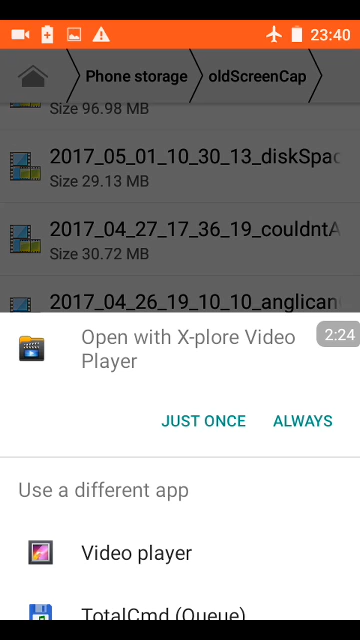 23:40
Phone storage
oldScreenCap
Size 96.98 MB
2017_05_01_10_30_13_diskSpac
Size 29.13 MB
2017_04_27_17_36_19_couldntA
Size 30.72 MB
2017_04_26_19_10_10_anglican
Open with X-plore Video
Player
2:24
JUST ONCE
ALWAYS
Use a different app
Video player
TotalCmd (Queue)